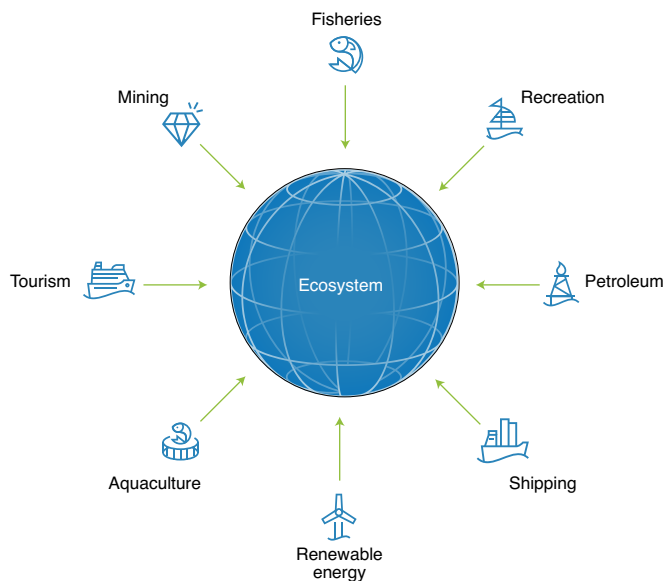 Fisheries
Mining
Recreation
Tourism
Ecosystem
Petroleum
Aquaculture
Shipping
Renewable
energy